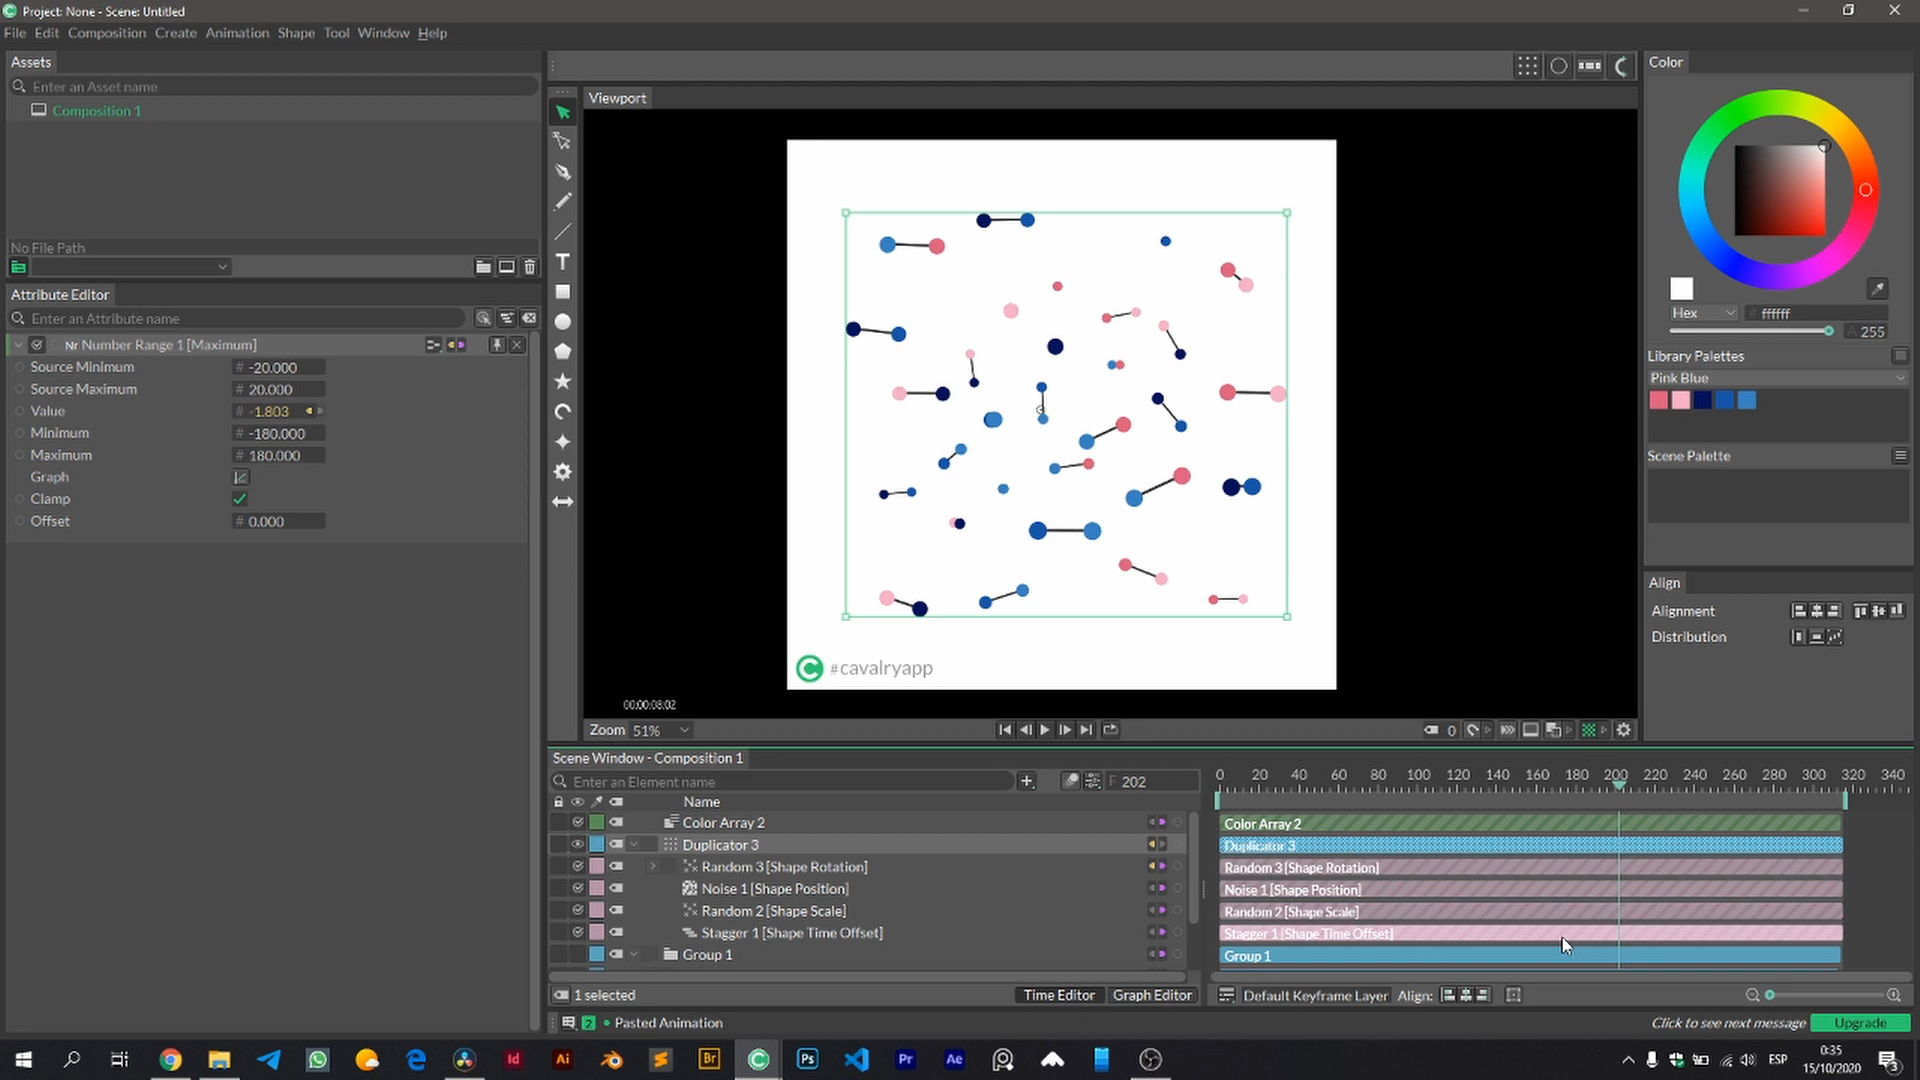 Project: None - Scene: Untitled
File Edit Composition Create Animation Shape Tool Window Help
Assets
Enter an Asset name
Composition 1
No File Path
Attribute Editor
Enter an Attribute name
Nr Number Range 1 [Maximum]
Source Minimum # -20.000
Source Maximum # 20.000
Value # -1.803
Minimum # -180.000
Maximum # 180.000
Graph
Clamp
Offset # 0.000
Viewport
#cavalryapp
00:00:08:02
Zoom 51%
0
Color
Hex # ffffff
A 255
Library Palettes
Pink Blue
Scene Palette
Align
Alignment
Distribution
Scene Window - Composition 1
Enter an Element name
F 202
Name
Color Array 2
Duplicator 3
Random 3 [Shape Rotation]
Noise 1 [Shape Position]
Random 2 [Shape Scale]
Stagger 1 [Shape Time Offset]
Group 1
0 20 40 60 80 100 120 140 160 180 200 220 240 260 280 300 320 340
Color Array 2
Duplicator 3
Random 3 [Shape Rotation]
Noise 1 [Shape Position]
Random 2 [Shape Scale]
Stagger 1 [Shape Time Offset]
Group 1
1 selected
Time Editor Graph Editor
Default Keyframe Layer Align:
2 Pasted Animation
Click to see next message Upgrade
Id Ai Br Ps Pr Ae
ESP
0:35
15/10/2020
3